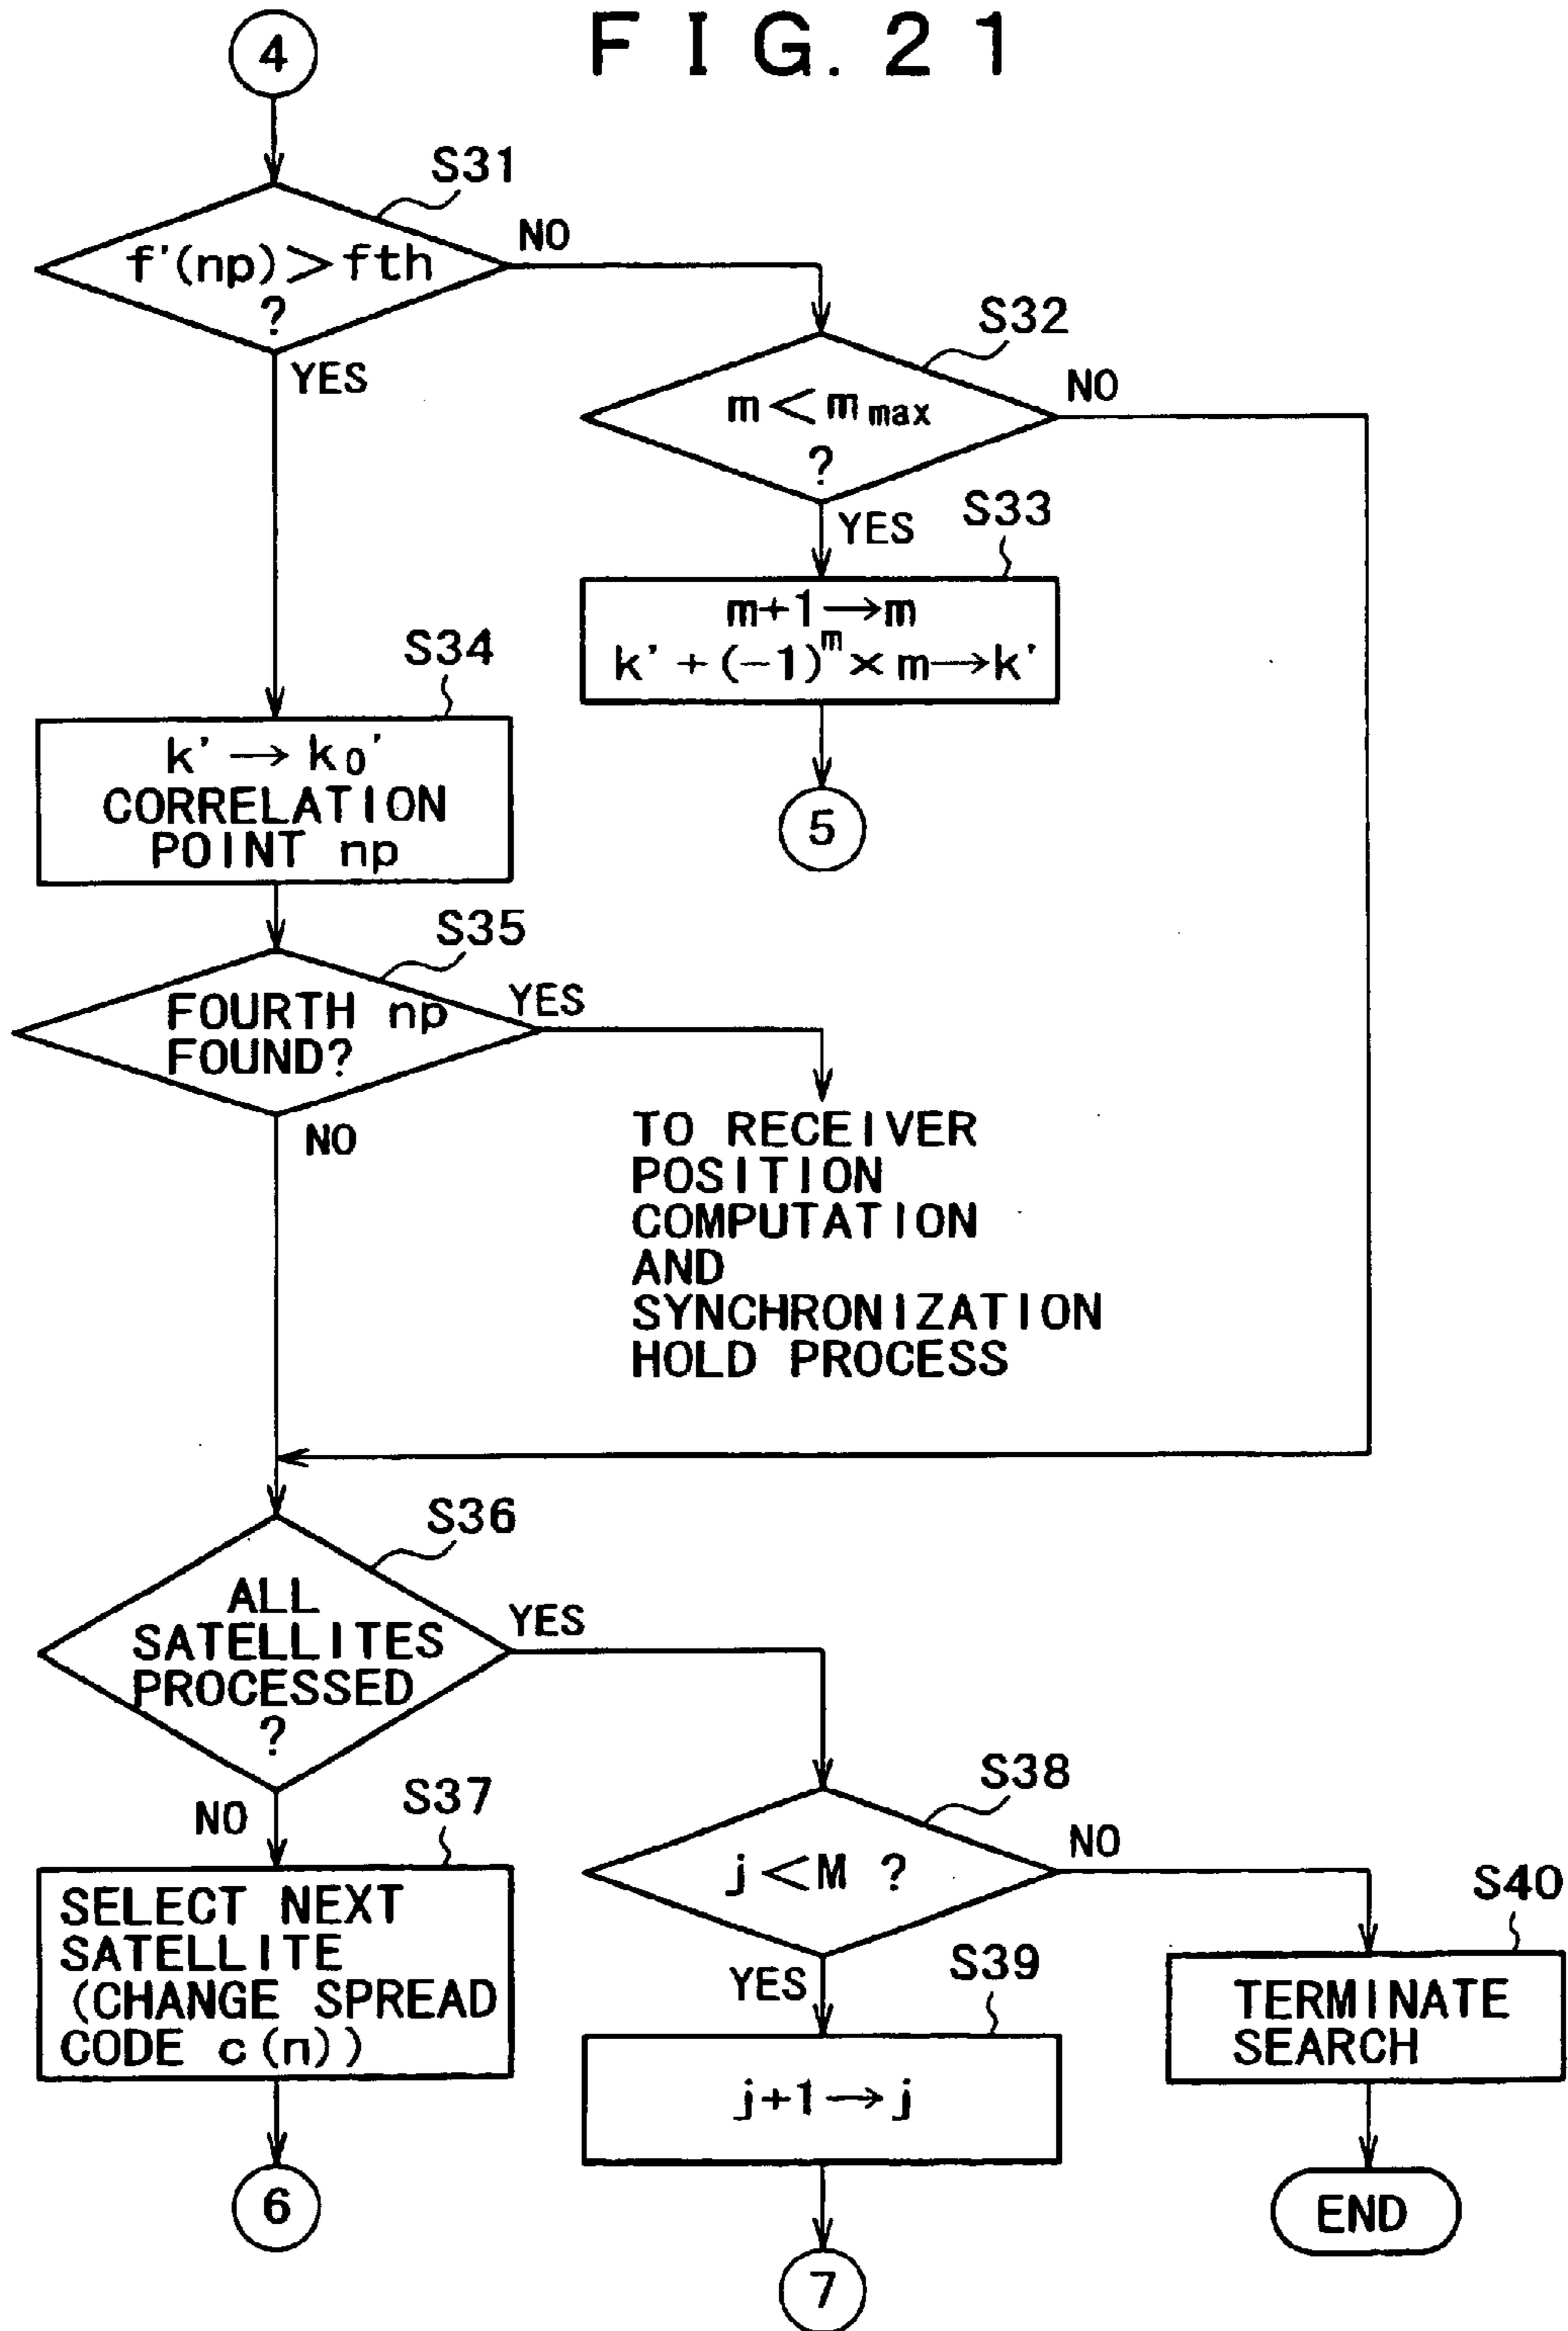 FIG. 21
4
S31
f'(np)>fth
?
NO
YES
S32
m<m max
?
NO
YES
S33
m+1→m
k'+(-1)^m×m→k'
5
S34
k'→k0'
CORRELATION
POINT np
S35
FOURTH np
FOUND?
YES
NO
TO RECEIVER
POSITION
COMPUTATION
AND
SYNCHRONIZATION
HOLD PROCESS
S36
ALL
SATELLITES
PROCESSED
?
YES
NO
S37
SELECT NEXT
SATELLITE
(CHANGE SPREAD
CODE c(n))
6
S38
j<M ?
NO
YES
S39
j+1→j
7
S40
TERMINATE
SEARCH
END